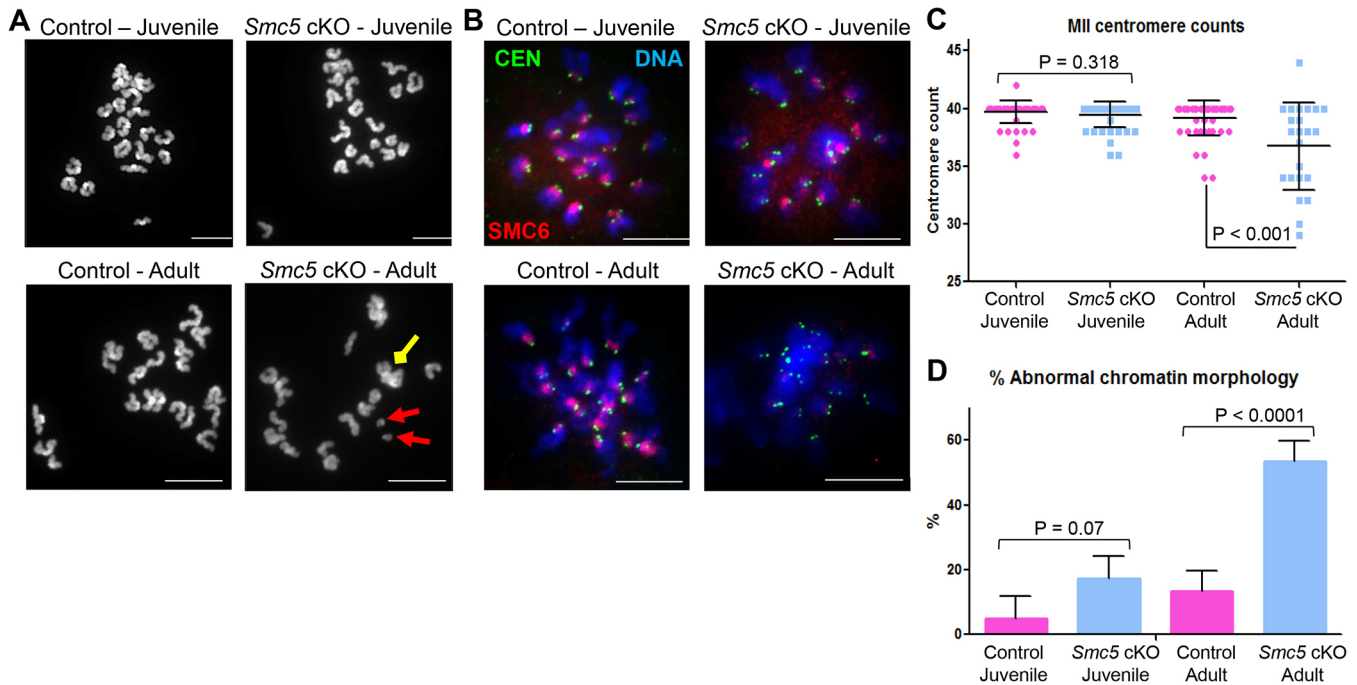 A
Control – Juvenile
Smc5 cKO - Juvenile
Control - Adult
Smc5 cKO - Adult
B
Control – Juvenile
Smc5 cKO - Juvenile
CEN
DNA
SMC6
Control - Adult
Smc5 cKO - Adult
C
MII centromere counts
Centromere count
45
40
35
30
25
P = 0.318
P < 0.001
Control
Juvenile
Smc5 cKO
Juvenile
Control
Adult
Smc5 cKO
Adult
D
% Abnormal chromatin morphology
%
60
40
20
0
P = 0.07
P < 0.0001
Control
Juvenile
Smc5 cKO
Juvenile
Control
Adult
Smc5 cKO
Adult